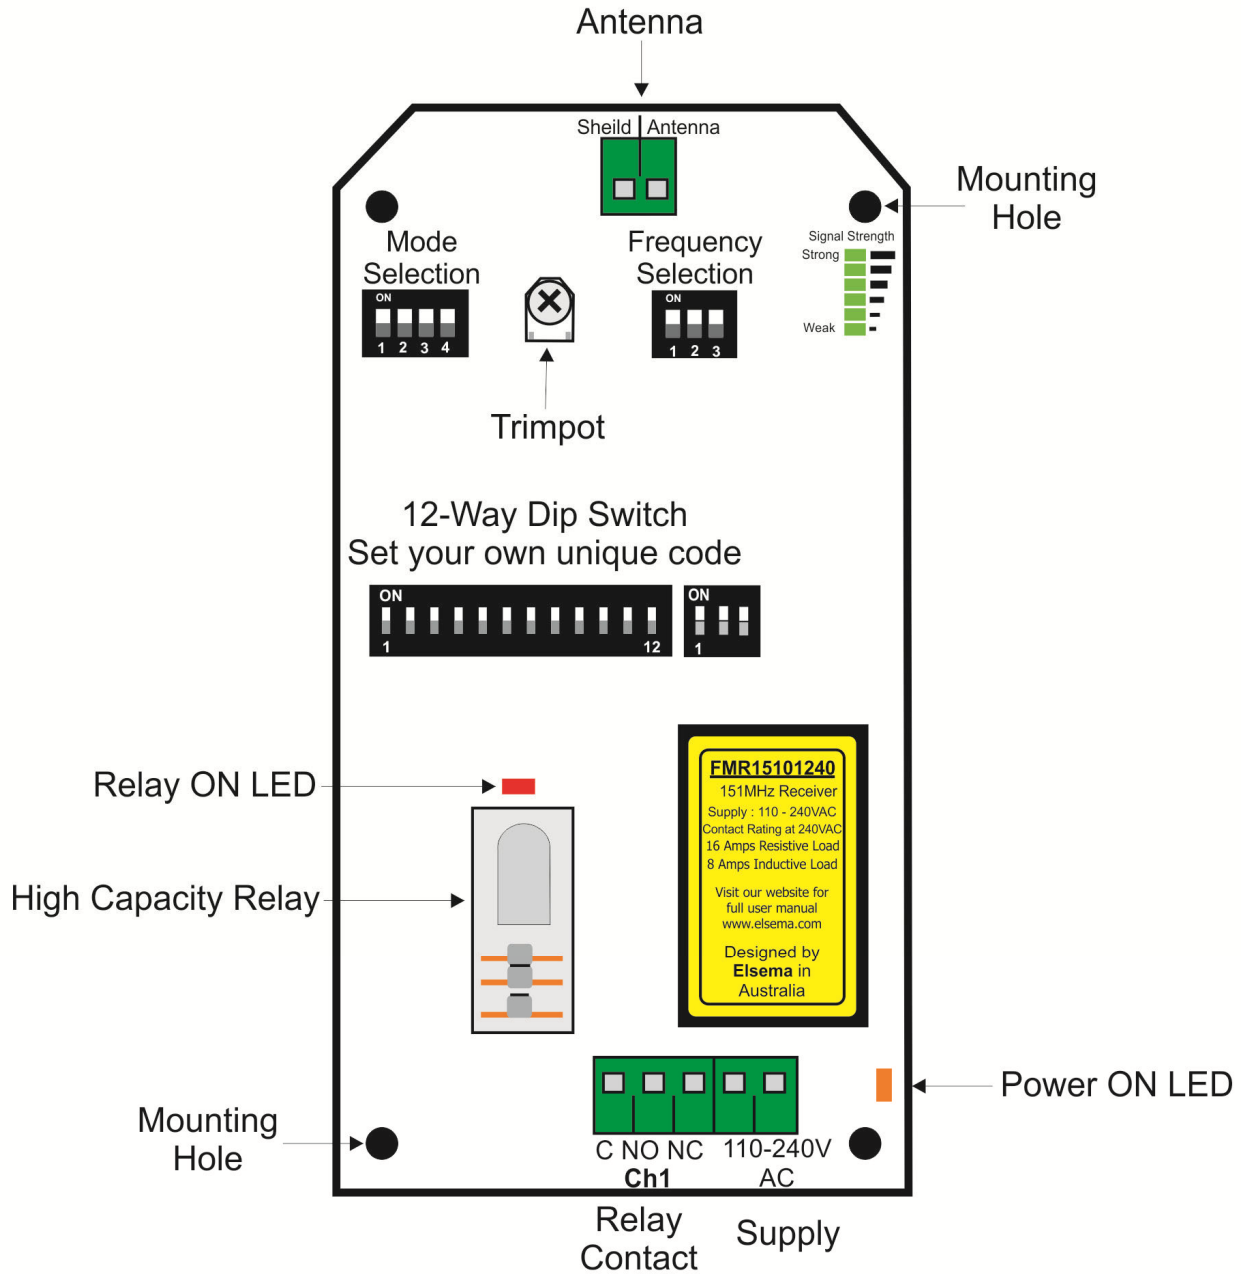 Antenna
Sheild Antenna
Mounting
Hole
Mode
Selection
ON
1 2 3 4
Frequency
Selection
ON
1 2 3
Signal Strength
Strong
Weak
Trimpot
12-Way Dip Switch
Set your own unique code
ON
1 12
ON
1
Relay ON LED
High Capacity Relay
FMR15101240
151MHz Receiver
Supply : 110 - 240VAC
Contact Rating at 240VAC
16 Amps Resistive Load
8 Amps Inductive Load
Visit our website for
full user manual
www.elsema.com
Designed by
Elsema in
Australia
Power ON LED
Mounting
Hole
C NO NC
Ch1
110-240V
AC
Relay
Contact
Supply